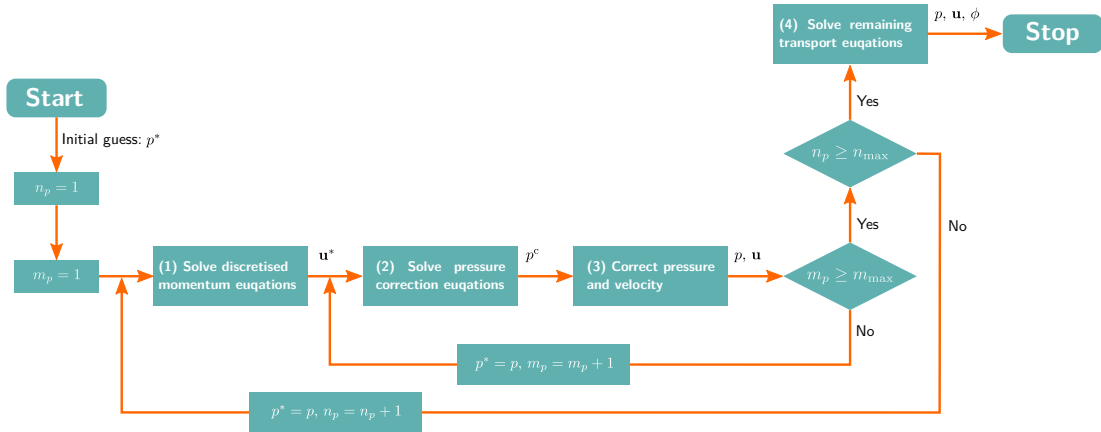 Start
Initial guess: p*
n_p = 1
m_p = 1
(1) Solve discretised
momentum euqations
u*
(2) Solve pressure
correction euqations
p^c
(3) Correct pressure
and velocity
p, u
m_p ≥ m_max
No
p* = p, m_p = m_p + 1
Yes
n_p ≥ n_max
No
p* = p, n_p = n_p + 1
Yes
(4) Solve remaining
transport euqations
p, u, ϕ
Stop